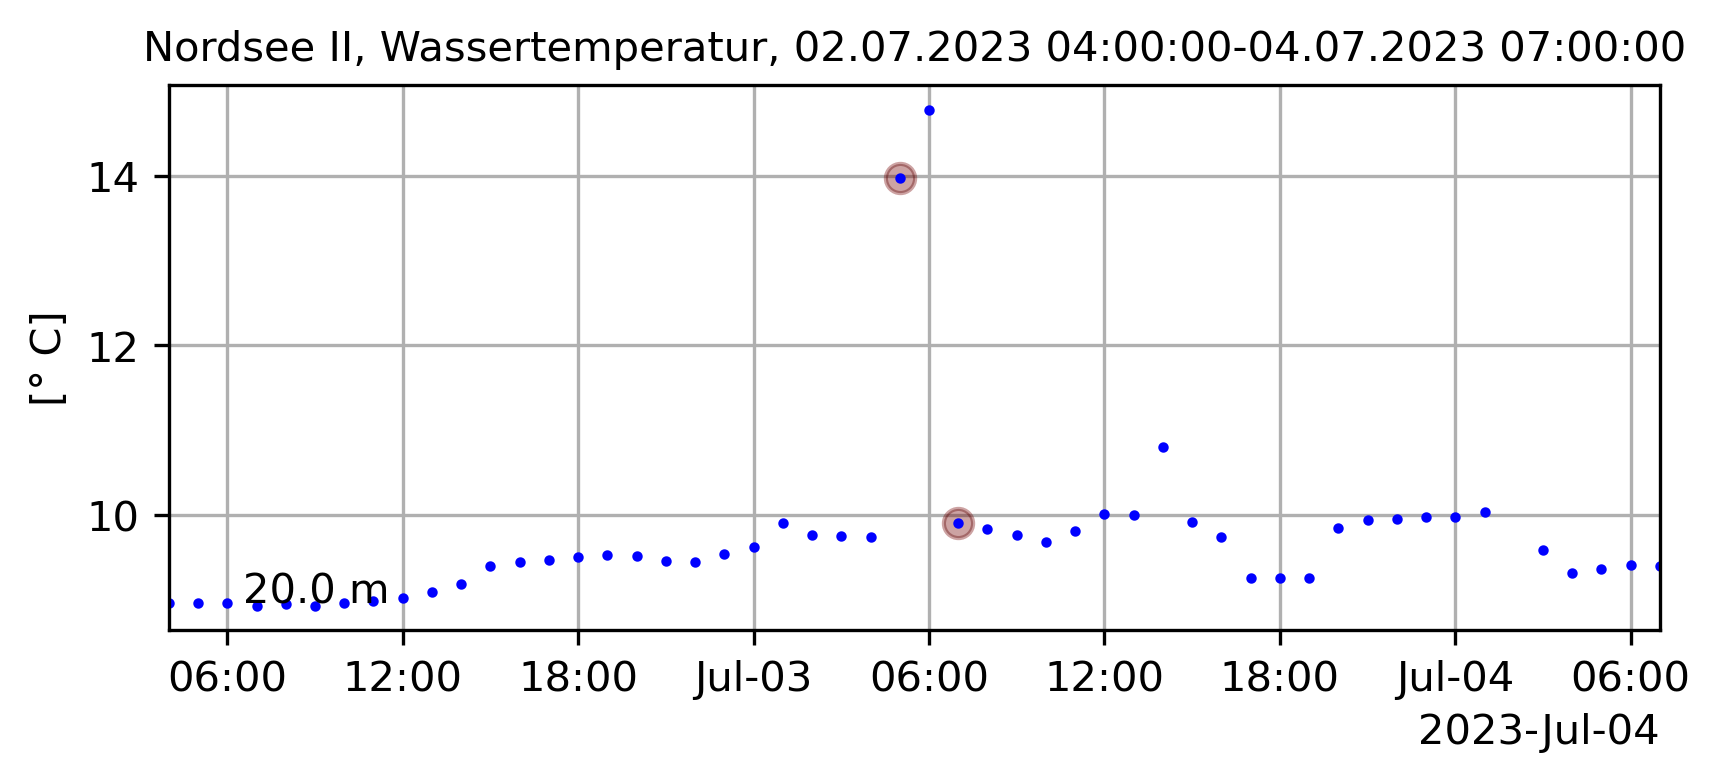 Nordsee II, Wassertemperatur, 02.07.2023 04:00:00-04.07.2023 07:00:00
14
12
10
[° C]
20.0 m
06:00 12:00 18:00 Jul-03 06:00 12:00 18:00 Jul-04 06:00
2023-Jul-04